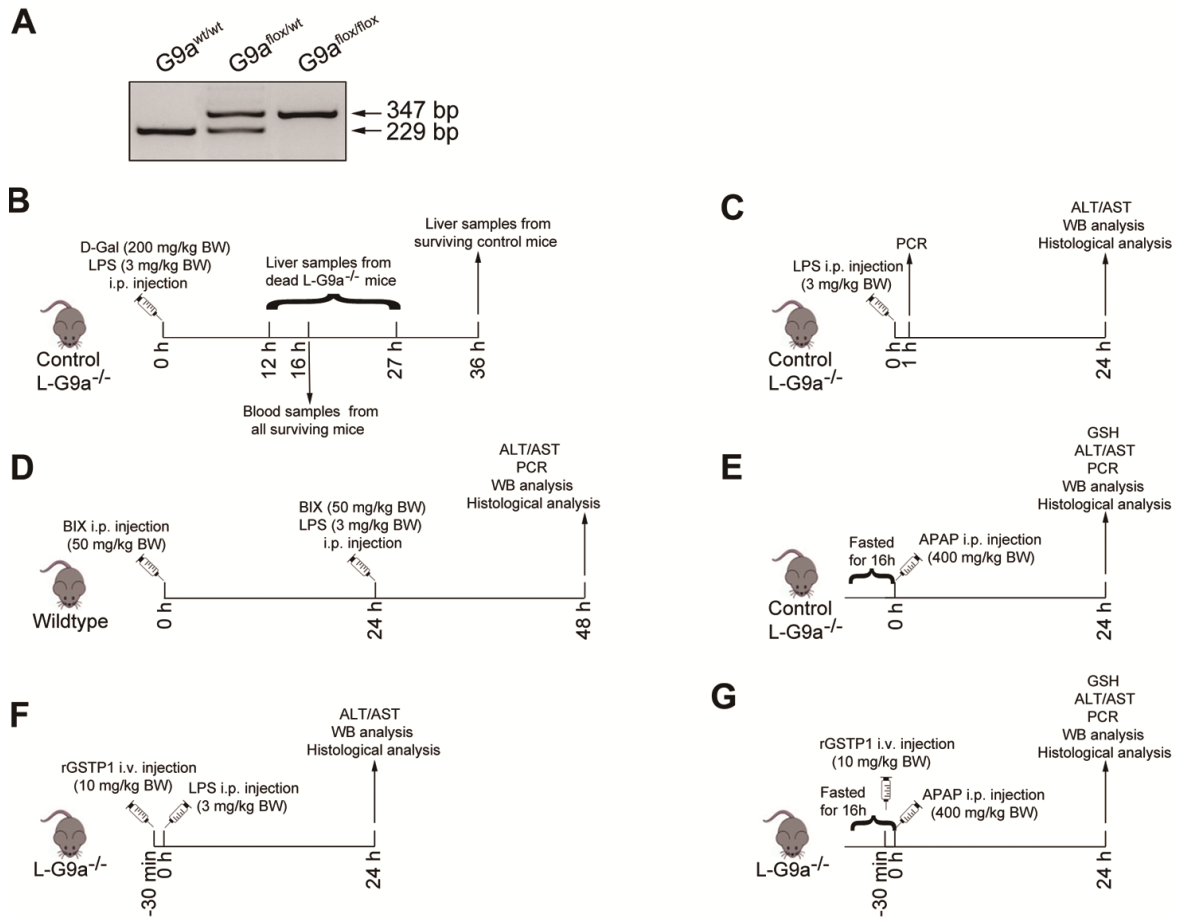 A
G9awt/wt
G9aflox/wt
G9aflox/flox
347 bp
229 bp
B
D-Gal (200 mg/kg BW)
LPS (3 mg/kg BW)
i.p. injection
Control
L-G9a-/-
0 h
12 h
16 h
27 h
36 h
Liver samples from
dead L-G9a-/- mice
Blood samples from
all surviving mice
Liver samples from
surviving control mice
C
LPS i.p. injection
(3 mg/kg BW)
PCR
ALT/AST
WB analysis
Histological analysis
Control
L-G9a-/-
0 h
1 h
24 h
D
BIX i.p. injection
(50 mg/kg BW)
BIX (50 mg/kg BW)
LPS (3 mg/kg BW)
i.p. injection
ALT/AST
PCR
WB analysis
Histological analysis
Wildtype
0 h
24 h
48 h
E
Fasted
for 16h
APAP i.p. injection
(400 mg/kg BW)
GSH
ALT/AST
PCR
WB analysis
Histological analysis
Control
L-G9a-/-
0 h
24 h
F
rGSTP1 i.v. injection
(10 mg/kg BW)
LPS i.p. injection
(3 mg/kg BW)
ALT/AST
WB analysis
Histological analysis
L-G9a-/-
-30 min
0 h
24 h
G
rGSTP1 i.v. injection
(10 mg/kg BW)
Fasted
for 16h
APAP i.p. injection
(400 mg/kg BW)
GSH
ALT/AST
PCR
WB analysis
Histological analysis
L-G9a-/-
-30 min
0 h
24 h